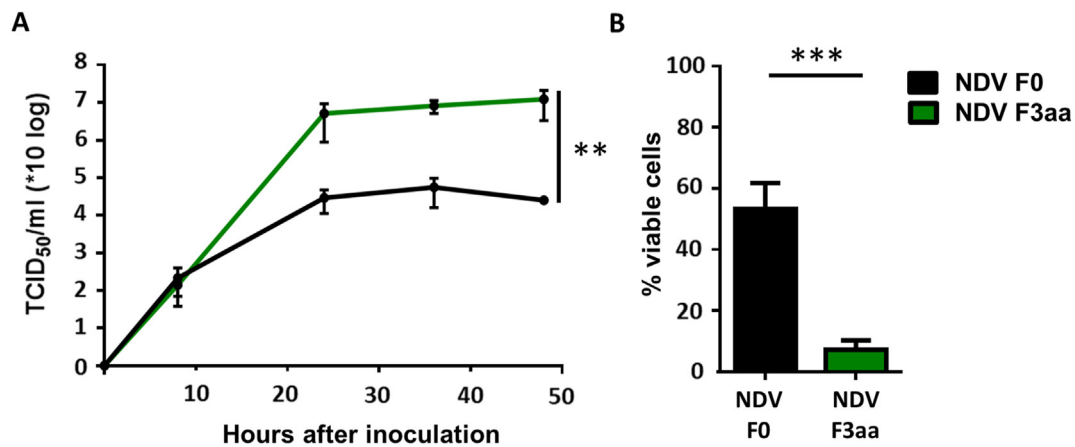 A
TCID50/ml (*10 log)
8
7
6
5
4
3
2
1
0
10
20
30
40
50
Hours after inoculation
**
B
% viable cells
100
80
60
40
20
0
***
NDV F0
NDV F3aa
NDV
F0
NDV
F3aa